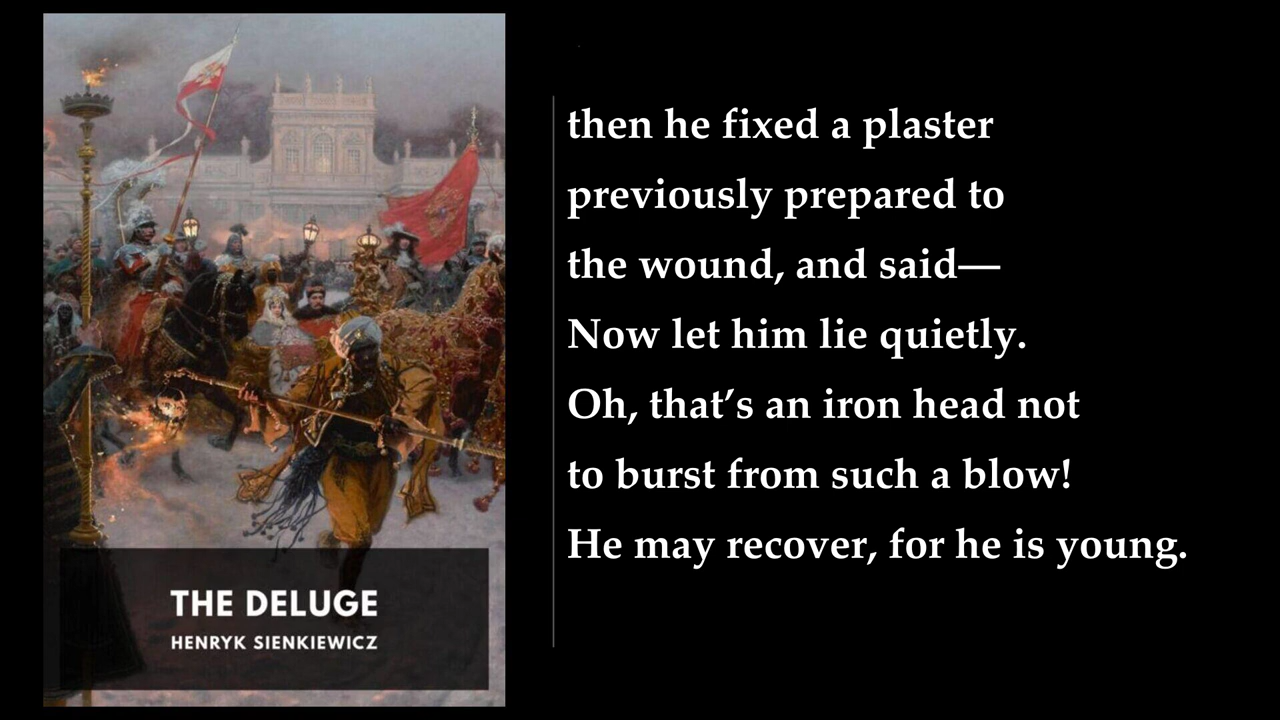 THE DELUGE
HENRYK SIENKIEWICZ
then he fixed a plaster
previously prepared to
the wound, and said—
Now let him lie quietly.
Oh, that’s an iron head not
to burst from such a blow!
He may recover, for he is young.